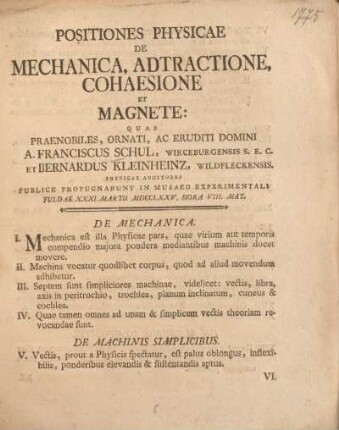 1775
POSITIONES PHYSICAE
DE
MECHANICA, ADTRACTIONE,
COHAESIONE
ET
MAGNETE:
QUAS
PRAENOBILES, ORNATI, AC ERUDITI DOMINI
A. FRANCISCUS SCHUL, WIRCEBURGENSIS S. E. C.
ET BERNARDUS KLEINHEINZ, WILDFLECKENSIS.
PHYSICAE AUDITORES
PUBLICE PROPUGNABUNT IN MUSAEO EXPERIMENTALI
FULDAE XXXI. MARTII MDCCLXXV. HORA VIII. MAT.
DE MECHANICA.
I. Mechanica est illa Physicae pars, quae virium aut temporis
compendio majora pondera mediantibus machinis docet
movere.
II. Machina vocatur quodlibet corpus, quod ad aliud movendum
adhibetur.
III. Septem sunt simpliciores machinae, videlicet: vectis, libra,
axis in peritrochio, trochlea, planum inclinatum, cuneus &
cochlea.
IV. Quae tamen omnes ad unam & simplicem vectis theoriam re-
vocandae sunt.
DE MACHINIS SIMPLICIBUS.
V. Vectis, prout a Physicis spectatur, est palus oblongus, inflexi-
bilis, ponderibus elevandis & sustentandis aptus.
VI.